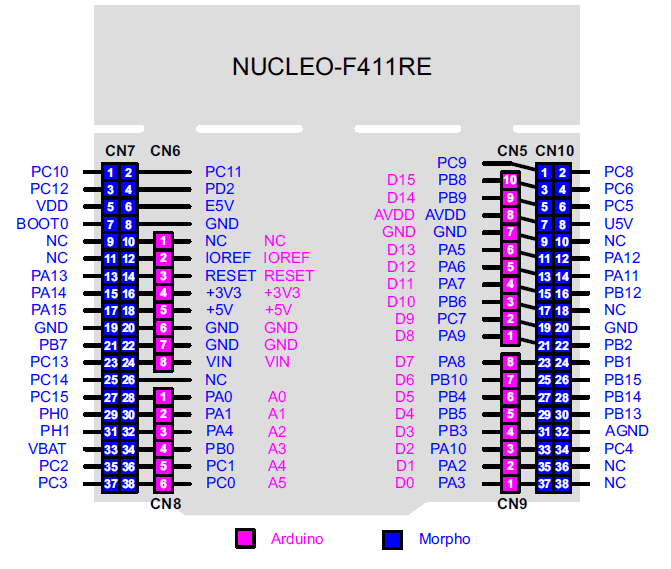 NUCLEO-F411RE
CN7 CN6 CN5 CN10
PC9
PC10 1 2 PC11 D15 PB8 10 1 2 PC8
PC12 3 4 PD2 D14 PB9 9 3 4 PC6
VDD 5 6 E5V AVDD AVDD 8 5 6 PC5
BOOT0 7 8 GND GND GND 7 7 8 U5V
NC 9 10 1 NC NC D13 PA5 6 9 10 NC
NC 11 12 2 IOREF IOREF D12 PA6 5 11 12 PA12
PA13 13 14 3 RESET RESET D11 PA7 4 13 14 PA11
PA14 15 16 4 +3V3 +3V3 D10 PB6 3 15 16 PB12
PA15 17 18 5 +5V +5V D9 PC7 2 17 18 NC
GND 19 20 6 GND GND D8 PA9 1 19 20 GND
PB7 21 22 7 GND GND 21 22 PB2
PC13 23 24 8 VIN VIN D7 PA8 8 23 24 PB1
PC14 25 26 NC D6 PB10 7 25 26 PB15
PC15 27 28 1 PA0 A0 D5 PB4 6 27 28 PB14
PH0 29 30 2 PA1 A1 D4 PB5 5 29 30 PB13
PH1 31 32 3 PA4 A2 D3 PB3 4 31 32 AGND
VBAT 33 34 4 PB0 A3 D2 PA10 3 33 34 PC4
PC2 35 36 5 PC1 A4 D1 PA2 2 35 36 NC
PC3 37 38 6 PC0 A5 D0 PA3 1 37 38 NC
CN8 CN9
Arduino Morpho